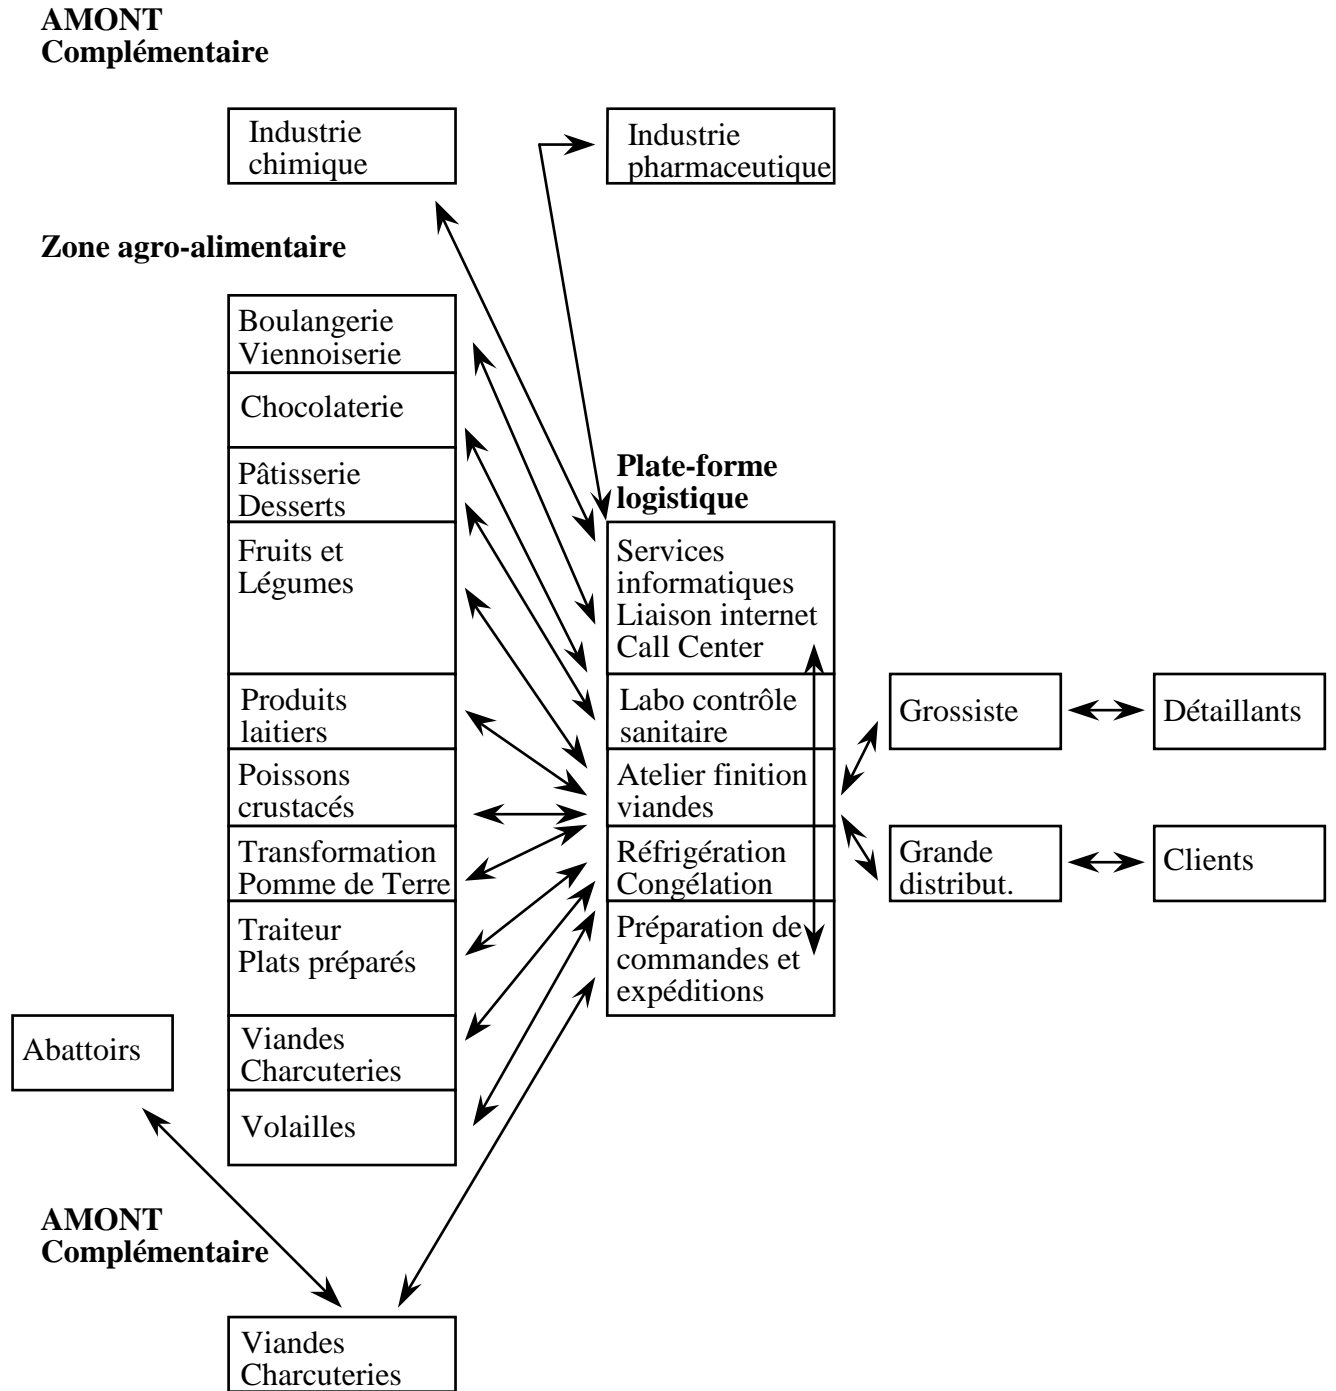 AMONT
Complémentaire
Industrie
chimique
Industrie
pharmaceutique
Zone agro-alimentaire
Boulangerie
Viennoiserie
Chocolaterie
Pâtisserie
Desserts
Fruits et
Légumes
Produits
laitiers
Poissons
crustacés
Transformation
Pomme de Terre
Traiteur
Plats préparés
Viandes
Charcuteries
Volailles
Abattoirs
AMONT
Complémentaire
Viandes
Charcuteries
Plate-forme
logistique
Services
informatiques
Liaison internet
Call Center
Labo contrôle
sanitaire
Atelier finition
viandes
Réfrigération
Congélation
Préparation de
commandes et
expéditions
Grossiste
Détaillants
Grande
distribut.
Clients